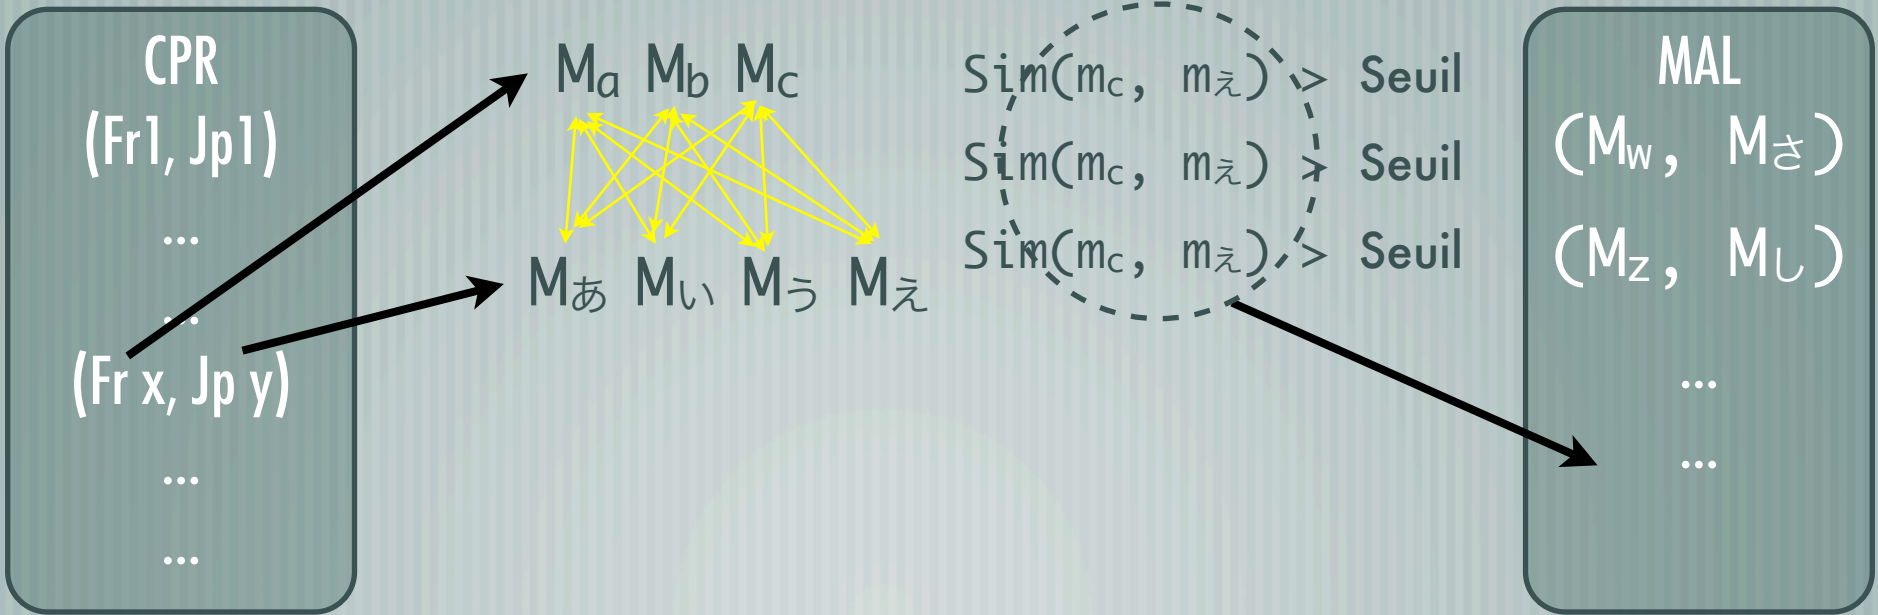 CPR
(Fr1, Jp1)
...
...
(Fr x, Jp y)
...
...
Ma Mb Mc
Mあ Mい Mう Mえ
Sim(mc, mえ) > Seuil
Sim(mc, mえ) > Seuil
Sim(mc, mえ) > Seuil
MAL
(Mw, Mさ)
(Mz, Mし)
...
...